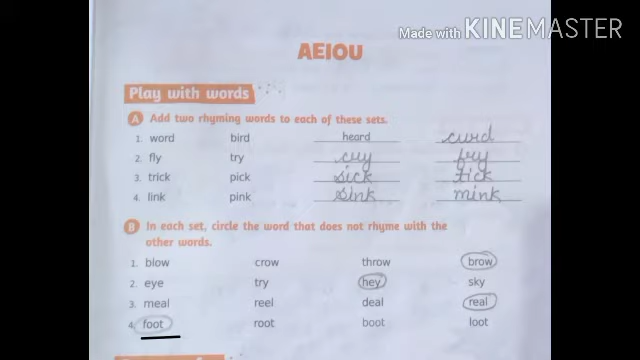 Made with KINEMASTER
AEIOU
Play with words
A Add two rhyming words to each of these sets.
1. word bird heard curd
2. fly try cry fry
3. trick pick sick tick
4. link pink sink mink
B In each set, circle the word that does not rhyme with the
other words.
1. blow crow throw brow
2. eye try hey sky
3. meal reel deal real
4. foot root boot loot